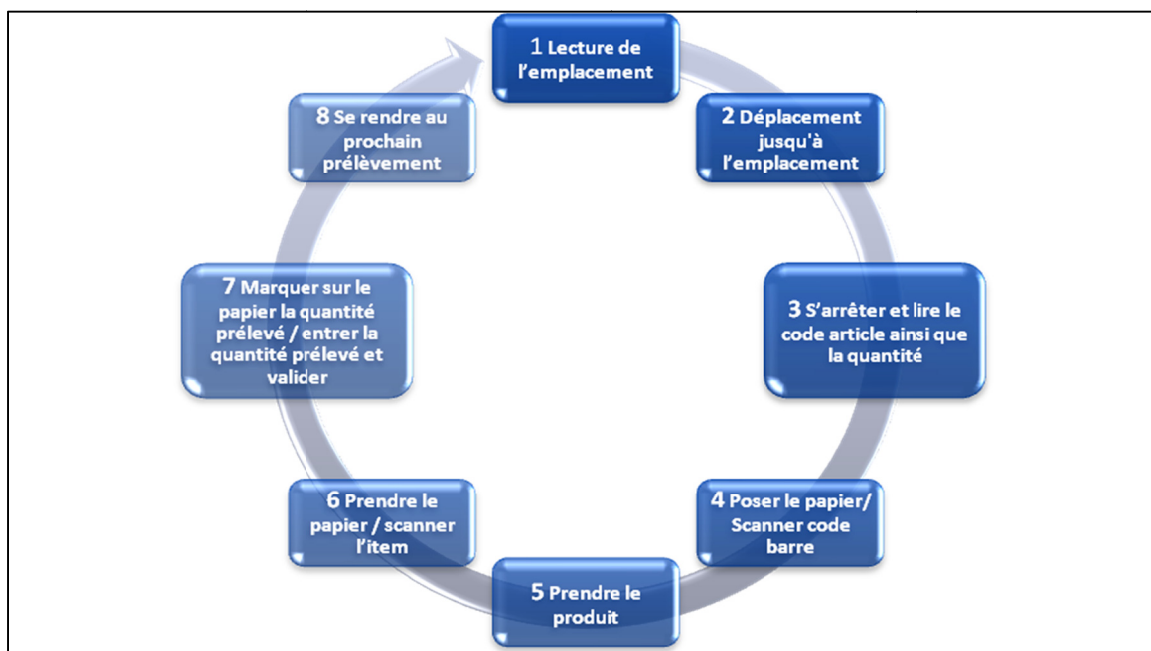 1 Lecture de
l'emplacement
2 Déplacement
jusqu'à
l'emplacement
3 S'arrêter et lire le
code article ainsi que
la quantité
4 Poser le papier/
Scanner code
barre
5 Prendre le
produit
6 Prendre le
papier / scanner
l'item
7 Marquer sur le
papier la quantité
prélevé / entrer la
quantité prélevé et
valider
8 Se rendre au
prochain
prélèvement